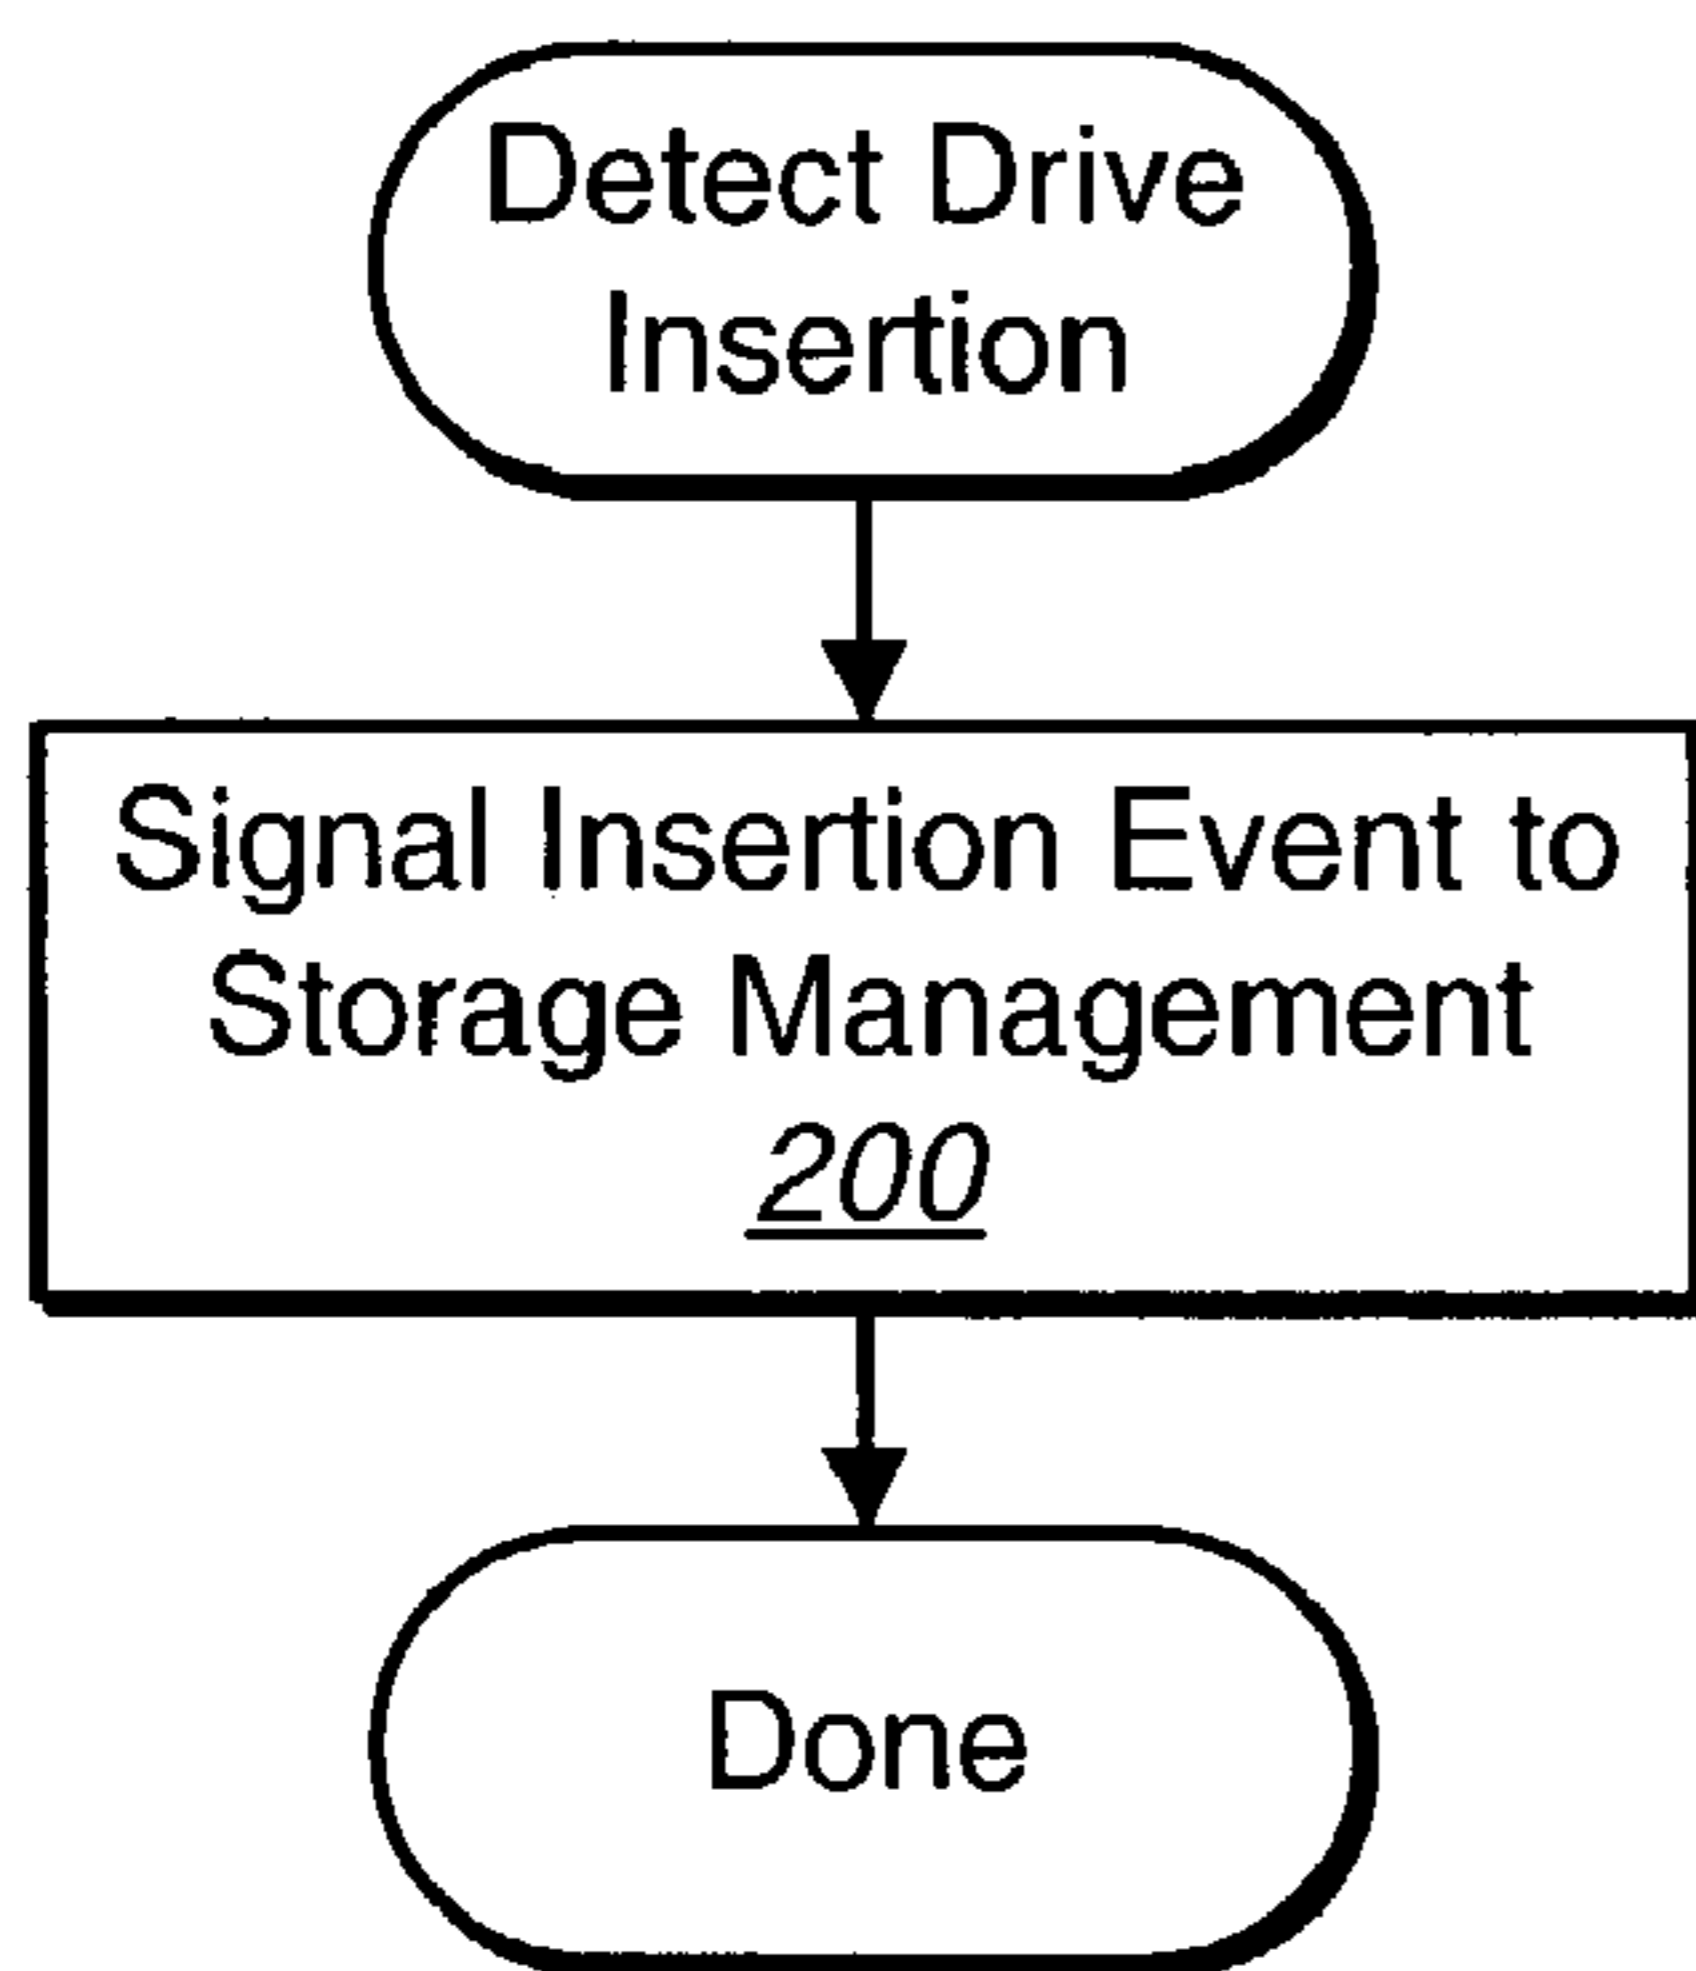 Detect Drive
Insertion
Signal Insertion Event to
Storage Management
200
Done